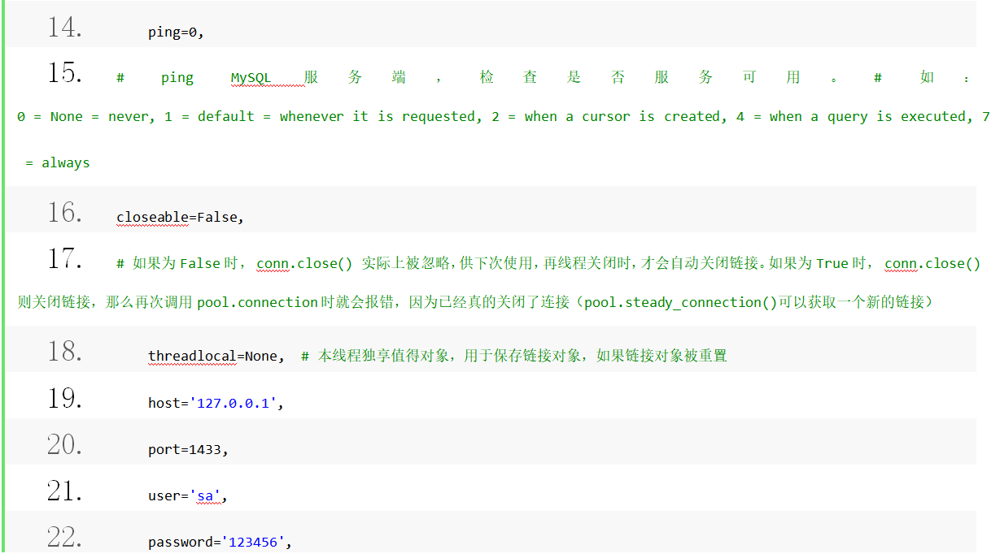 14. ping=0,
15. # ping MySQL 服务端，检查是否服务可用。# 如：
0 = None = never, 1 = default = whenever it is requested, 2 = when a cursor is created, 4 = when a query is executed, 7
= always
16. closeable=False,
17. # 如果为 False 时， conn.close() 实际上被忽略，供下次使用，再线程关闭时，才会自动关闭链接。如果为 True 时， conn.close()
则关闭链接，那么再次调用 pool.connection 时就会报错，因为已经真的关闭了连接（pool.steady_connection()可以获取一个新的链接）
18. threadlocal=None, # 本线程独享值得对象，用于保存链接对象，如果链接对象被重置
19. host='127.0.0.1',
20. port=1433,
21. user='sa',
22. password='123456',